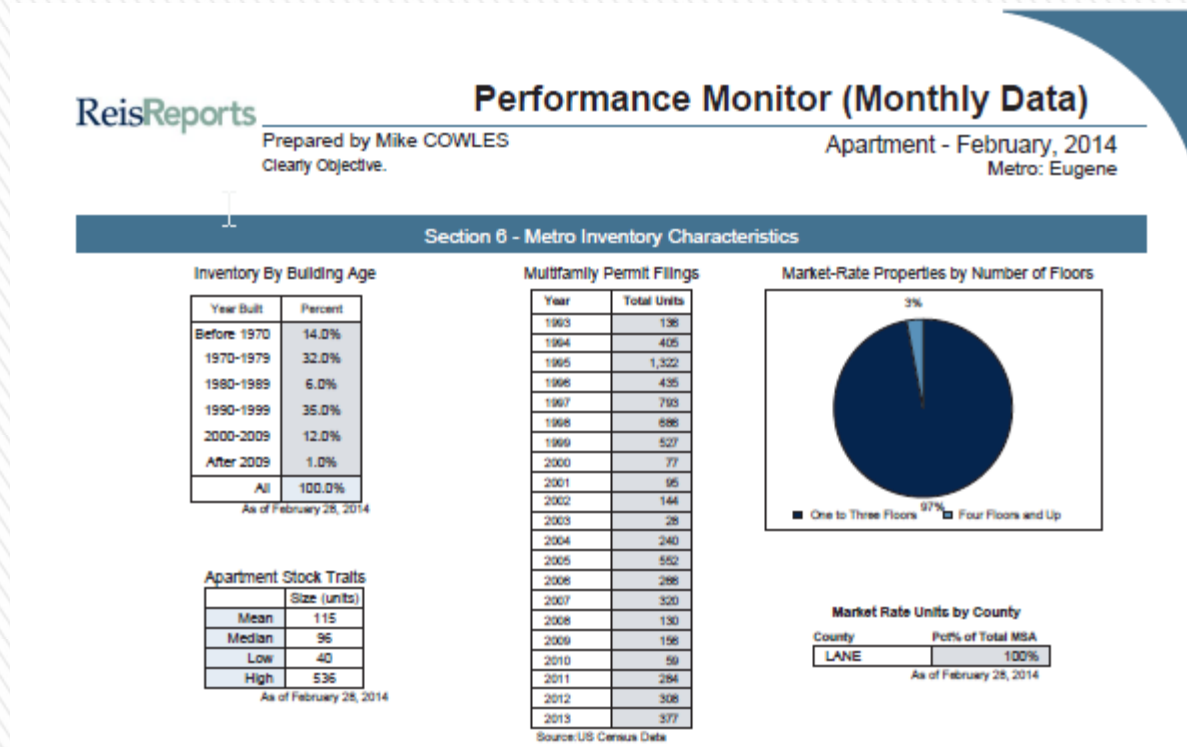 ReisReports
Performance Monitor (Monthly Data)
Prepared by Mike COWLES
Clearly Objective.
Apartment - February, 2014
Metro: Eugene
Section 6 - Metro Inventory Characteristics
Inventory By Building Age
Year Built Percent
Before 1970 14.0%
1970-1979 32.0%
1980-1989 6.0%
1990-1999 35.0%
2000-2009 12.0%
After 2009 1.0%
All 100.0%
As of February 28, 2014
Apartment Stock Traits
Size (units)
Mean 115
Median 96
Low 40
High 536
As of February 28, 2014
Multifamily Permit Filings
Year Total Units
1993
1994 405
1995 1,322
1996 435
1997 793
1998
1999 527
2000 77
2001 95
2002 144
2003 28
2004 240
2005 552
2006
2007 320
2008 130
2009
2010 59
2011 284
2012 308
2013 377
Source:US Census Data
Market-Rate Properties by Number of Floors
3%
97%
One to Three Floors Four Floors and Up
Market Rate Units by County
County Pct% of Total MSA
LANE 100%
As of February 28, 2014